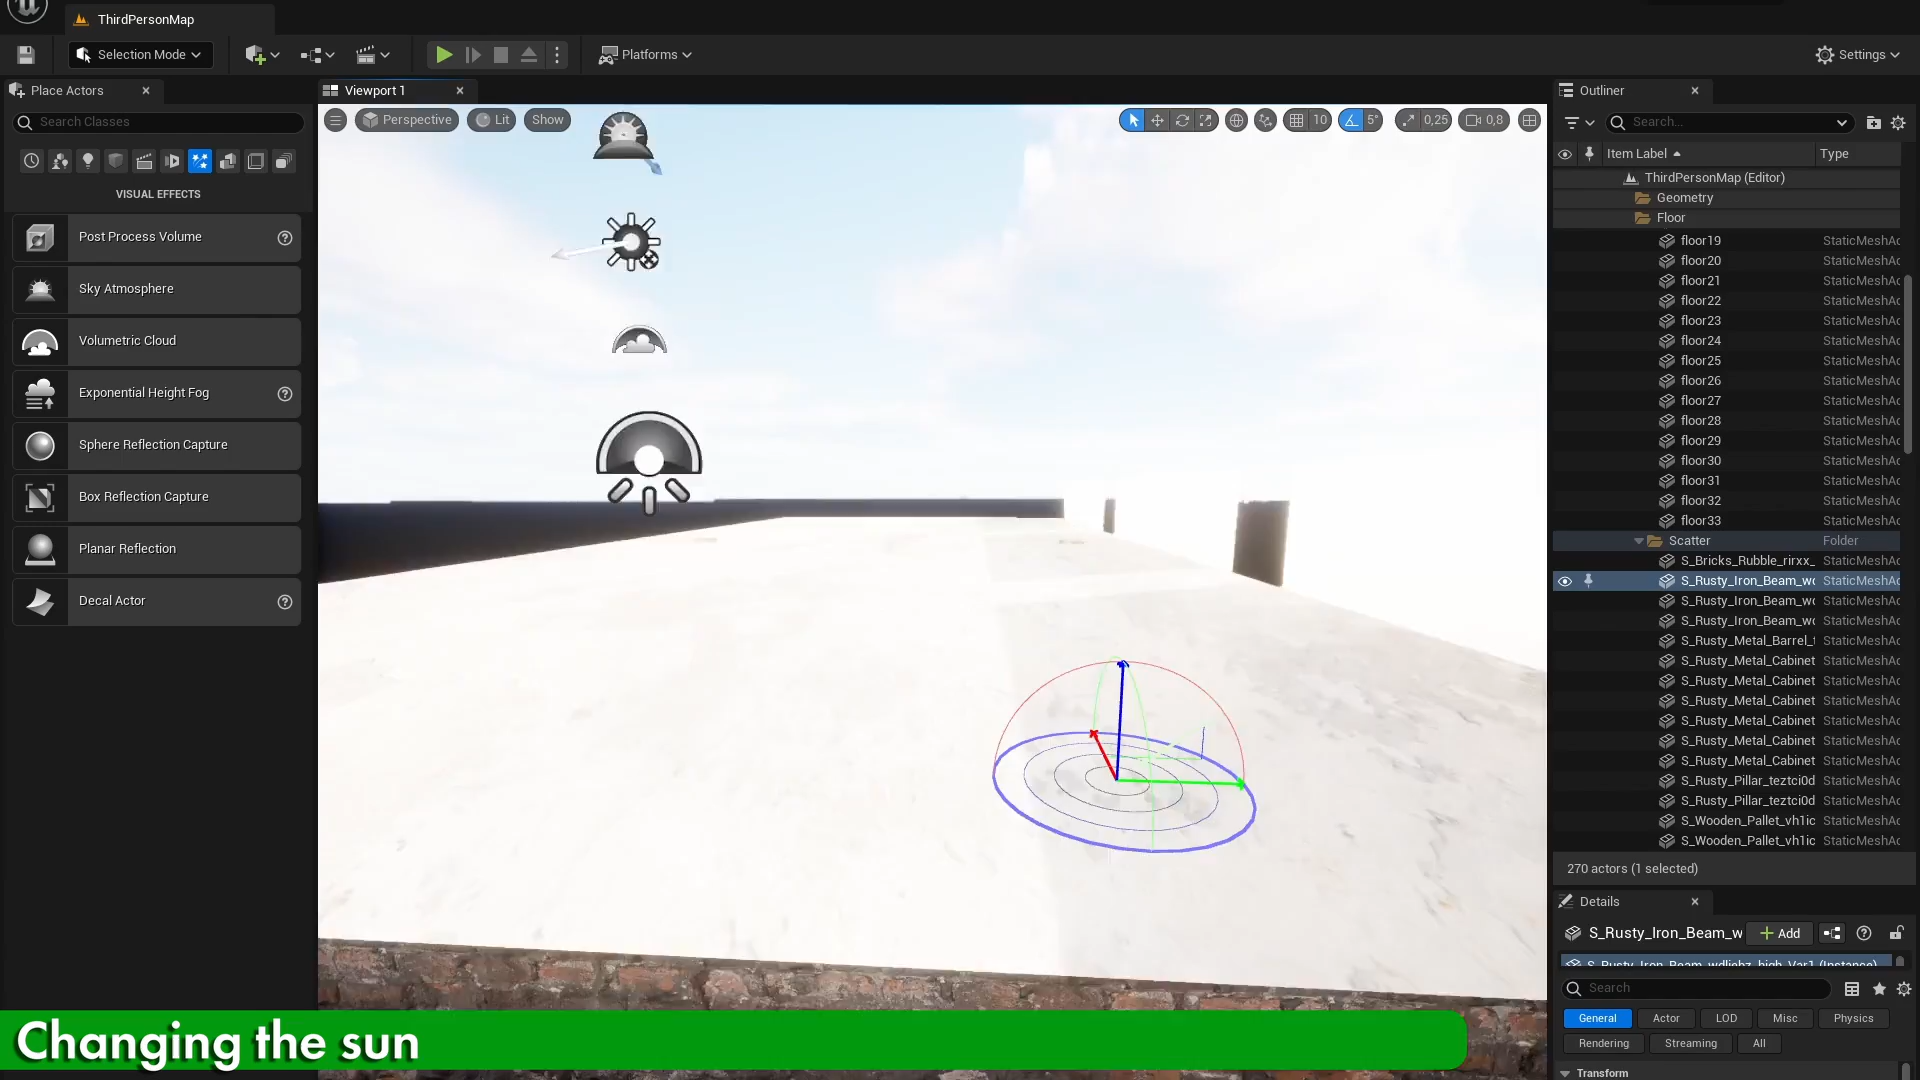 ThirdPersonMap
Selection Mode
Platforms
Settings
Place Actors
Viewport 1
Outliner
Search Classes
Perspective
Lit
Show
10
5°
0,25
0,8
Search...
Item Label
Type
VISUAL EFFECTS
Post Process Volume
Sky Atmosphere
Volumetric Cloud
Exponential Height Fog
Sphere Reflection Capture
Box Reflection Capture
Planar Reflection
Decal Actor
ThirdPersonMap (Editor)
Geometry
Floor
floor19 StaticMeshAc
floor20 StaticMeshAc
floor21 StaticMeshAc
floor22 StaticMeshAc
floor23 StaticMeshAc
floor24 StaticMeshAc
floor25 StaticMeshAc
floor26 StaticMeshAc
floor27 StaticMeshAc
floor28 StaticMeshAc
floor29 StaticMeshAc
floor30 StaticMeshAc
floor31 StaticMeshAc
floor32 StaticMeshAc
floor33 StaticMeshAc
Scatter Folder
S_Bricks_Rubble_rirxx_ StaticMeshAc
S_Rusty_Iron_Beam_wd StaticMeshAc
S_Rusty_Iron_Beam_wd StaticMeshAc
S_Rusty_Iron_Beam_wd StaticMeshAc
S_Rusty_Metal_Barrel_t StaticMeshAc
S_Rusty_Metal_Cabinet StaticMeshAc
S_Rusty_Metal_Cabinet StaticMeshAc
S_Rusty_Metal_Cabinet StaticMeshAc
S_Rusty_Metal_Cabinet StaticMeshAc
S_Rusty_Metal_Cabinet StaticMeshAc
S_Rusty_Metal_Cabinet StaticMeshAc
S_Rusty_Pillar_teztci0d StaticMeshAc
S_Rusty_Pillar_teztci0d StaticMeshAc
S_Wooden_Pallet_vh1ic StaticMeshAc
S_Wooden_Pallet_vh1ic StaticMeshAc
270 actors (1 selected)
Details
S_Rusty_Iron_Beam_w
Add
Search
General
Actor
LOD
Misc
Physics
Rendering
Streaming
All
Transform
Changing the sun